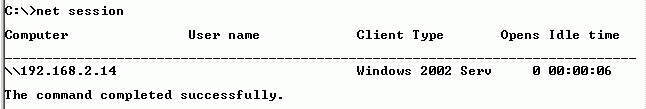 C:\>net session
Computer User name Client Type Opens Idle time
\\192.168.2.14 Windows 2002 Serv 0 00:00:06
The command completed successfully.